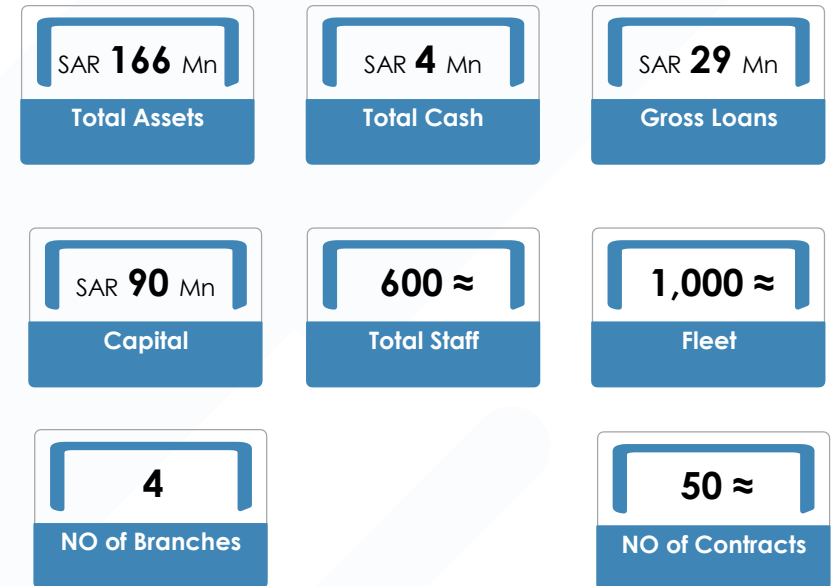 SAR 166 Mn
Total Assets
SAR 4 Mn
Total Cash
SAR 29 Mn
Gross Loans
SAR 90 Mn
Capital
600 ≈
Total Staff
1,000 ≈
Fleet
4
NO of Branches
50 ≈
NO of Contracts